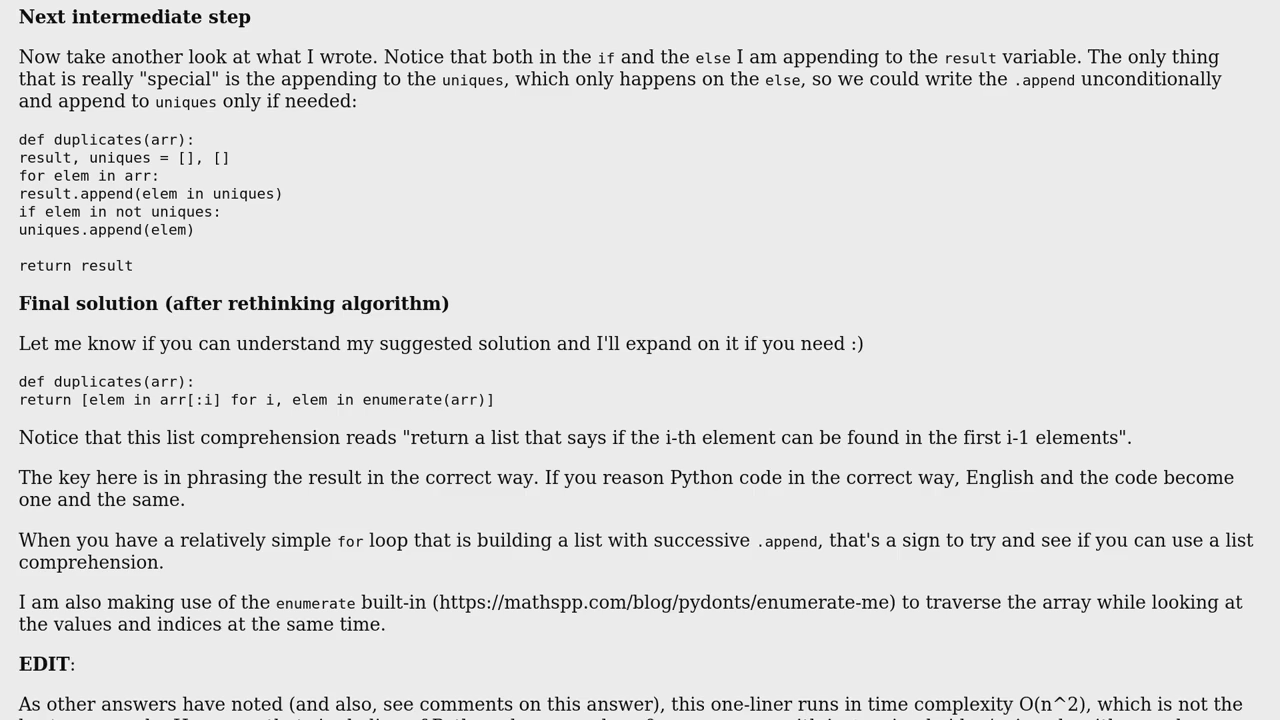 Next intermediate step
Now take another look at what I wrote. Notice that both in the if and the else I am appending to the result variable. The only thing
that is really "special" is the appending to the uniques, which only happens on the else, so we could write the .append unconditionally
and append to uniques only if needed:
def duplicates(arr):
result, uniques = [], []
for elem in arr:
result.append(elem in uniques)
if elem in not uniques:
uniques.append(elem)
return result
Final solution (after rethinking algorithm)
Let me know if you can understand my suggested solution and I'll expand on it if you need :)
def duplicates(arr):
return [elem in arr[:i] for i, elem in enumerate(arr)]
Notice that this list comprehension reads "return a list that says if the i-th element can be found in the first i-1 elements".
The key here is in phrasing the result in the correct way. If you reason Python code in the correct way, English and the code become
one and the same.
When you have a relatively simple for loop that is building a list with successive .append, that's a sign to try and see if you can use a list
comprehension.
I am also making use of the enumerate built-in (https://mathspp.com/blog/pydonts/enumerate-me) to traverse the array while looking at
the values and indices at the same time.
EDIT:
As other answers have noted (and also, see comments on this answer), this one-liner runs in time complexity O(n^2), which is not the